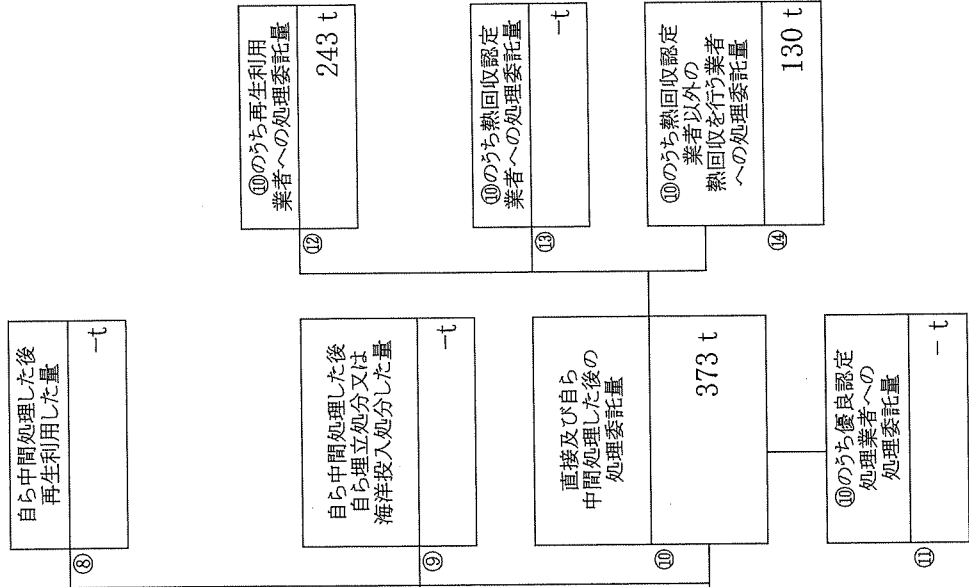 ⑧
自ら中間処理した後
再生利用した量
−t
⑨
自ら中間処理した後
自ら埋立処分又は
海洋投入処分した量
−t
⑩
直接及び自ら
中間処理した後の
処理委託量
373 t
⑪
⑩のうち優良認定
処理業者への
処理委託量
− t
⑫
⑩のうち再生利用
業者への処理委託量
243 t
⑬
⑩のうち熱回収認定
業者への処理委託量
−t
⑭
⑩のうち熱回収認定
業者以外の
熱回収を行う業者
への処理委託量
130 t